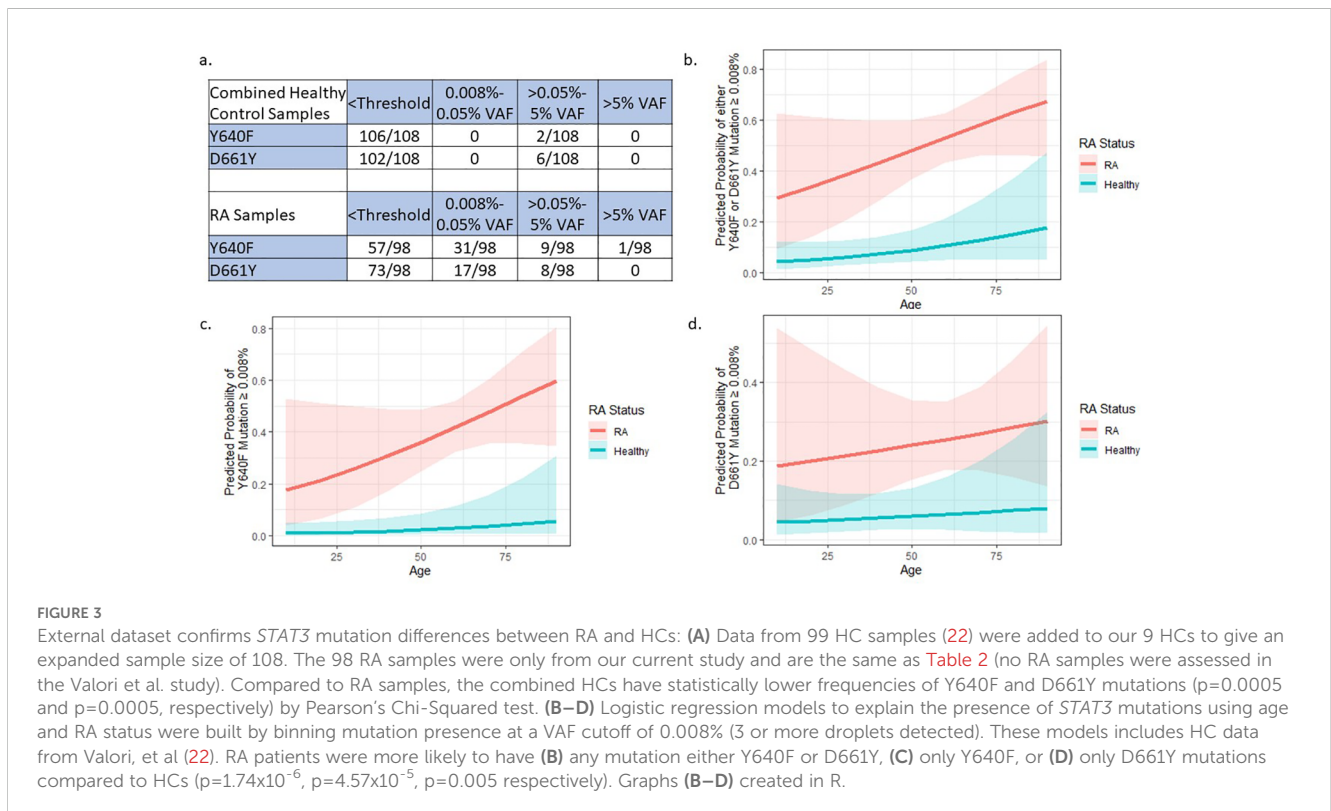 a.
Combined Healthy Control Samples | <Threshold | 0.008%-0.05% VAF | >0.05%-5% VAF | >5% VAF
Y640F | 106/108 | 0 | 2/108 | 0
D661Y | 102/108 | 0 | 6/108 | 0
RA Samples | <Threshold | 0.008%-0.05% VAF | >0.05%-5% VAF | >5% VAF
Y640F | 57/98 | 31/98 | 9/98 | 1/98
D661Y | 73/98 | 17/98 | 8/98 | 0
b.
Predicted Probability of either
Y640F or D661Y Mutation ≥ 0.008%
0.8
0.6
0.4
0.2
0.0
25 50 75
Age
RA Status
RA
Healthy
c.
Predicted Probability of
Y640F Mutation ≥ 0.008%
0.8
0.6
0.4
0.2
0.0
25 50 75
Age
RA Status
RA
Healthy
d.
Predicted Probability of
D661Y Mutation ≥ 0.008%
0.4
0.2
0.0
25 50 75
Age
RA Status
RA
Healthy
FIGURE 3
External dataset confirms STAT3 mutation differences between RA and HCs: (A) Data from 99 HC samples (22) were added to our 9 HCs to give an
expanded sample size of 108. The 98 RA samples were only from our current study and are the same as Table 2 (no RA samples were assessed in
the Valori et al. study). Compared to RA samples, the combined HCs have statistically lower frequencies of Y640F and D661Y mutations (p=0.0005
and p=0.0005, respectively) by Pearson's Chi-Squared test. (B–D) Logistic regression models to explain the presence of STAT3 mutations using age
and RA status were built by binning mutation presence at a VAF cutoff of 0.008% (3 or more droplets detected). These models includes HC data
from Valori, et al (22). RA patients were more likely to have (B) any mutation either Y640F or D661Y, (C) only Y640F, or (D) only D661Y mutations
compared to HCs (p=1.74x10⁻⁶, p=4.57x10⁻⁵, p=0.005 respectively). Graphs (B–D) created in R.